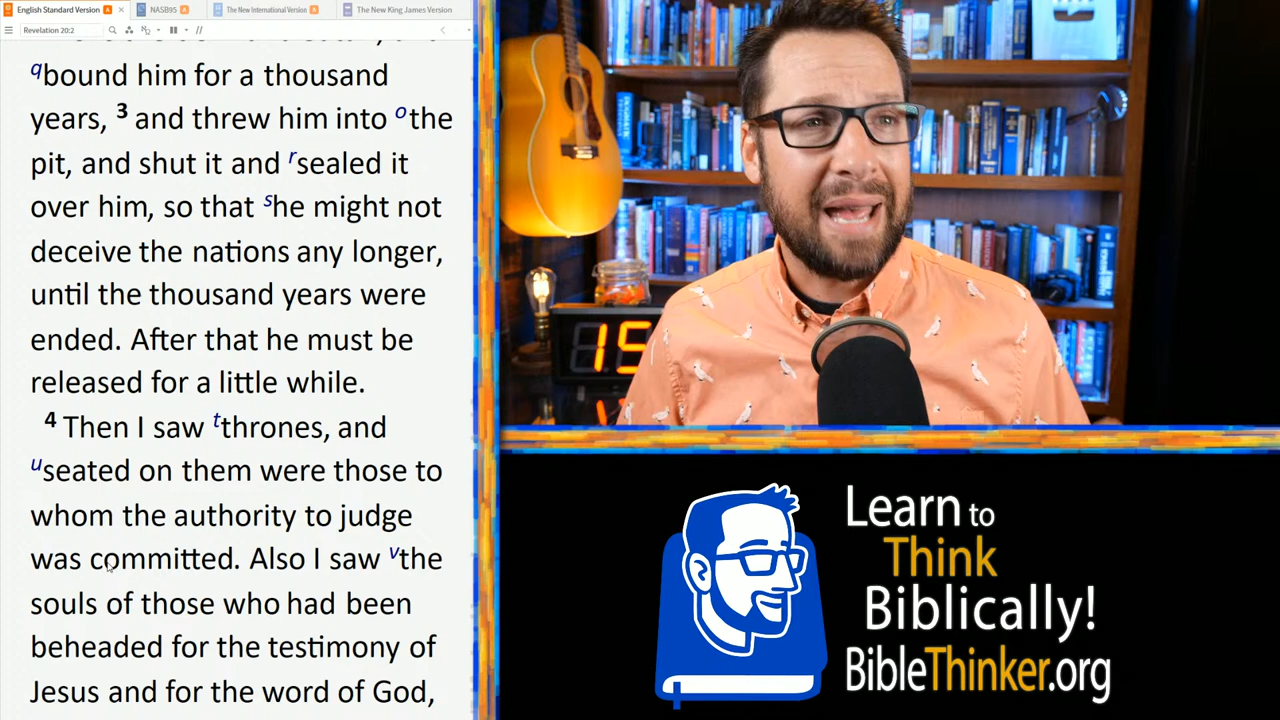 English Standard Version A ×
NASB95 A
The New International Version A
The New King James Version
Revelation 20:2
qbound him for a thousand
years, 3 and threw him into othe
pit, and shut it and rsealed it
over him, so that she might not
deceive the nations any longer,
until the thousand years were
ended. After that he must be
released for a little while.
4 Then I saw tthrones, and
useated on them were those to
whom the authority to judge
was committed. Also I saw vthe
souls of those who had been
beheaded for the testimony of
Jesus and for the word of God,
15
Learn to
Think
Biblically!
BibleThinker.org